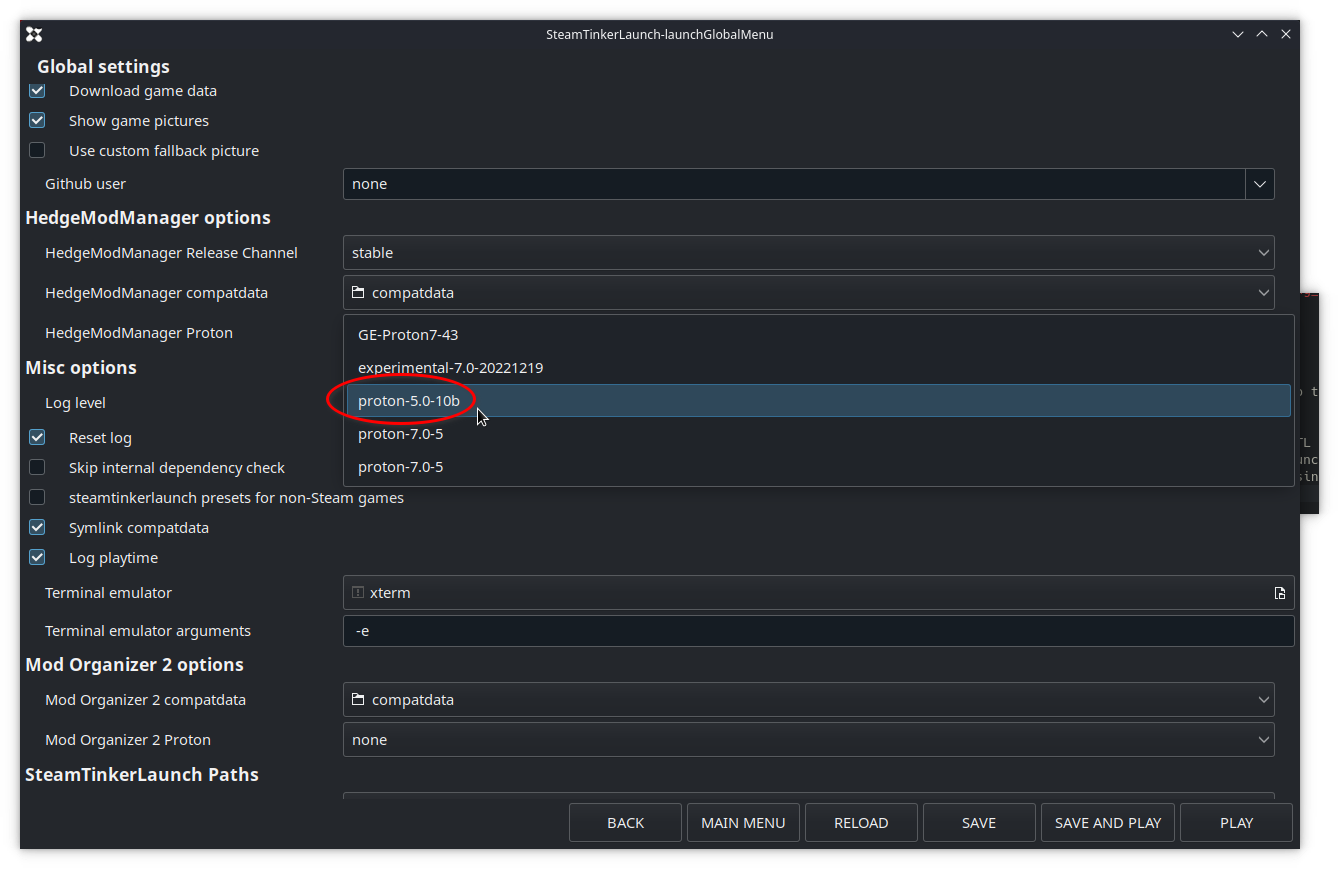 SteamTinkerLaunch-launchGlobalMenu
Global settings
Download game data
Show game pictures
Use custom fallback picture
Github user none
HedgeModManager options
HedgeModManager Release Channel stable
HedgeModManager compatdata compatdata
HedgeModManager Proton
GE-Proton7-43
experimental-7.0-20221219
proton-5.0-10b
proton-7.0-5
proton-7.0-5
Misc options
Log level
Reset log
Skip internal dependency check
steamtinkerlaunch presets for non-Steam games
Symlink compatdata
Log playtime
Terminal emulator xterm
Terminal emulator arguments -e
Mod Organizer 2 options
Mod Organizer 2 compatdata compatdata
Mod Organizer 2 Proton none
SteamTinkerLaunch Paths
BACK MAIN MENU RELOAD SAVE SAVE AND PLAY PLAY